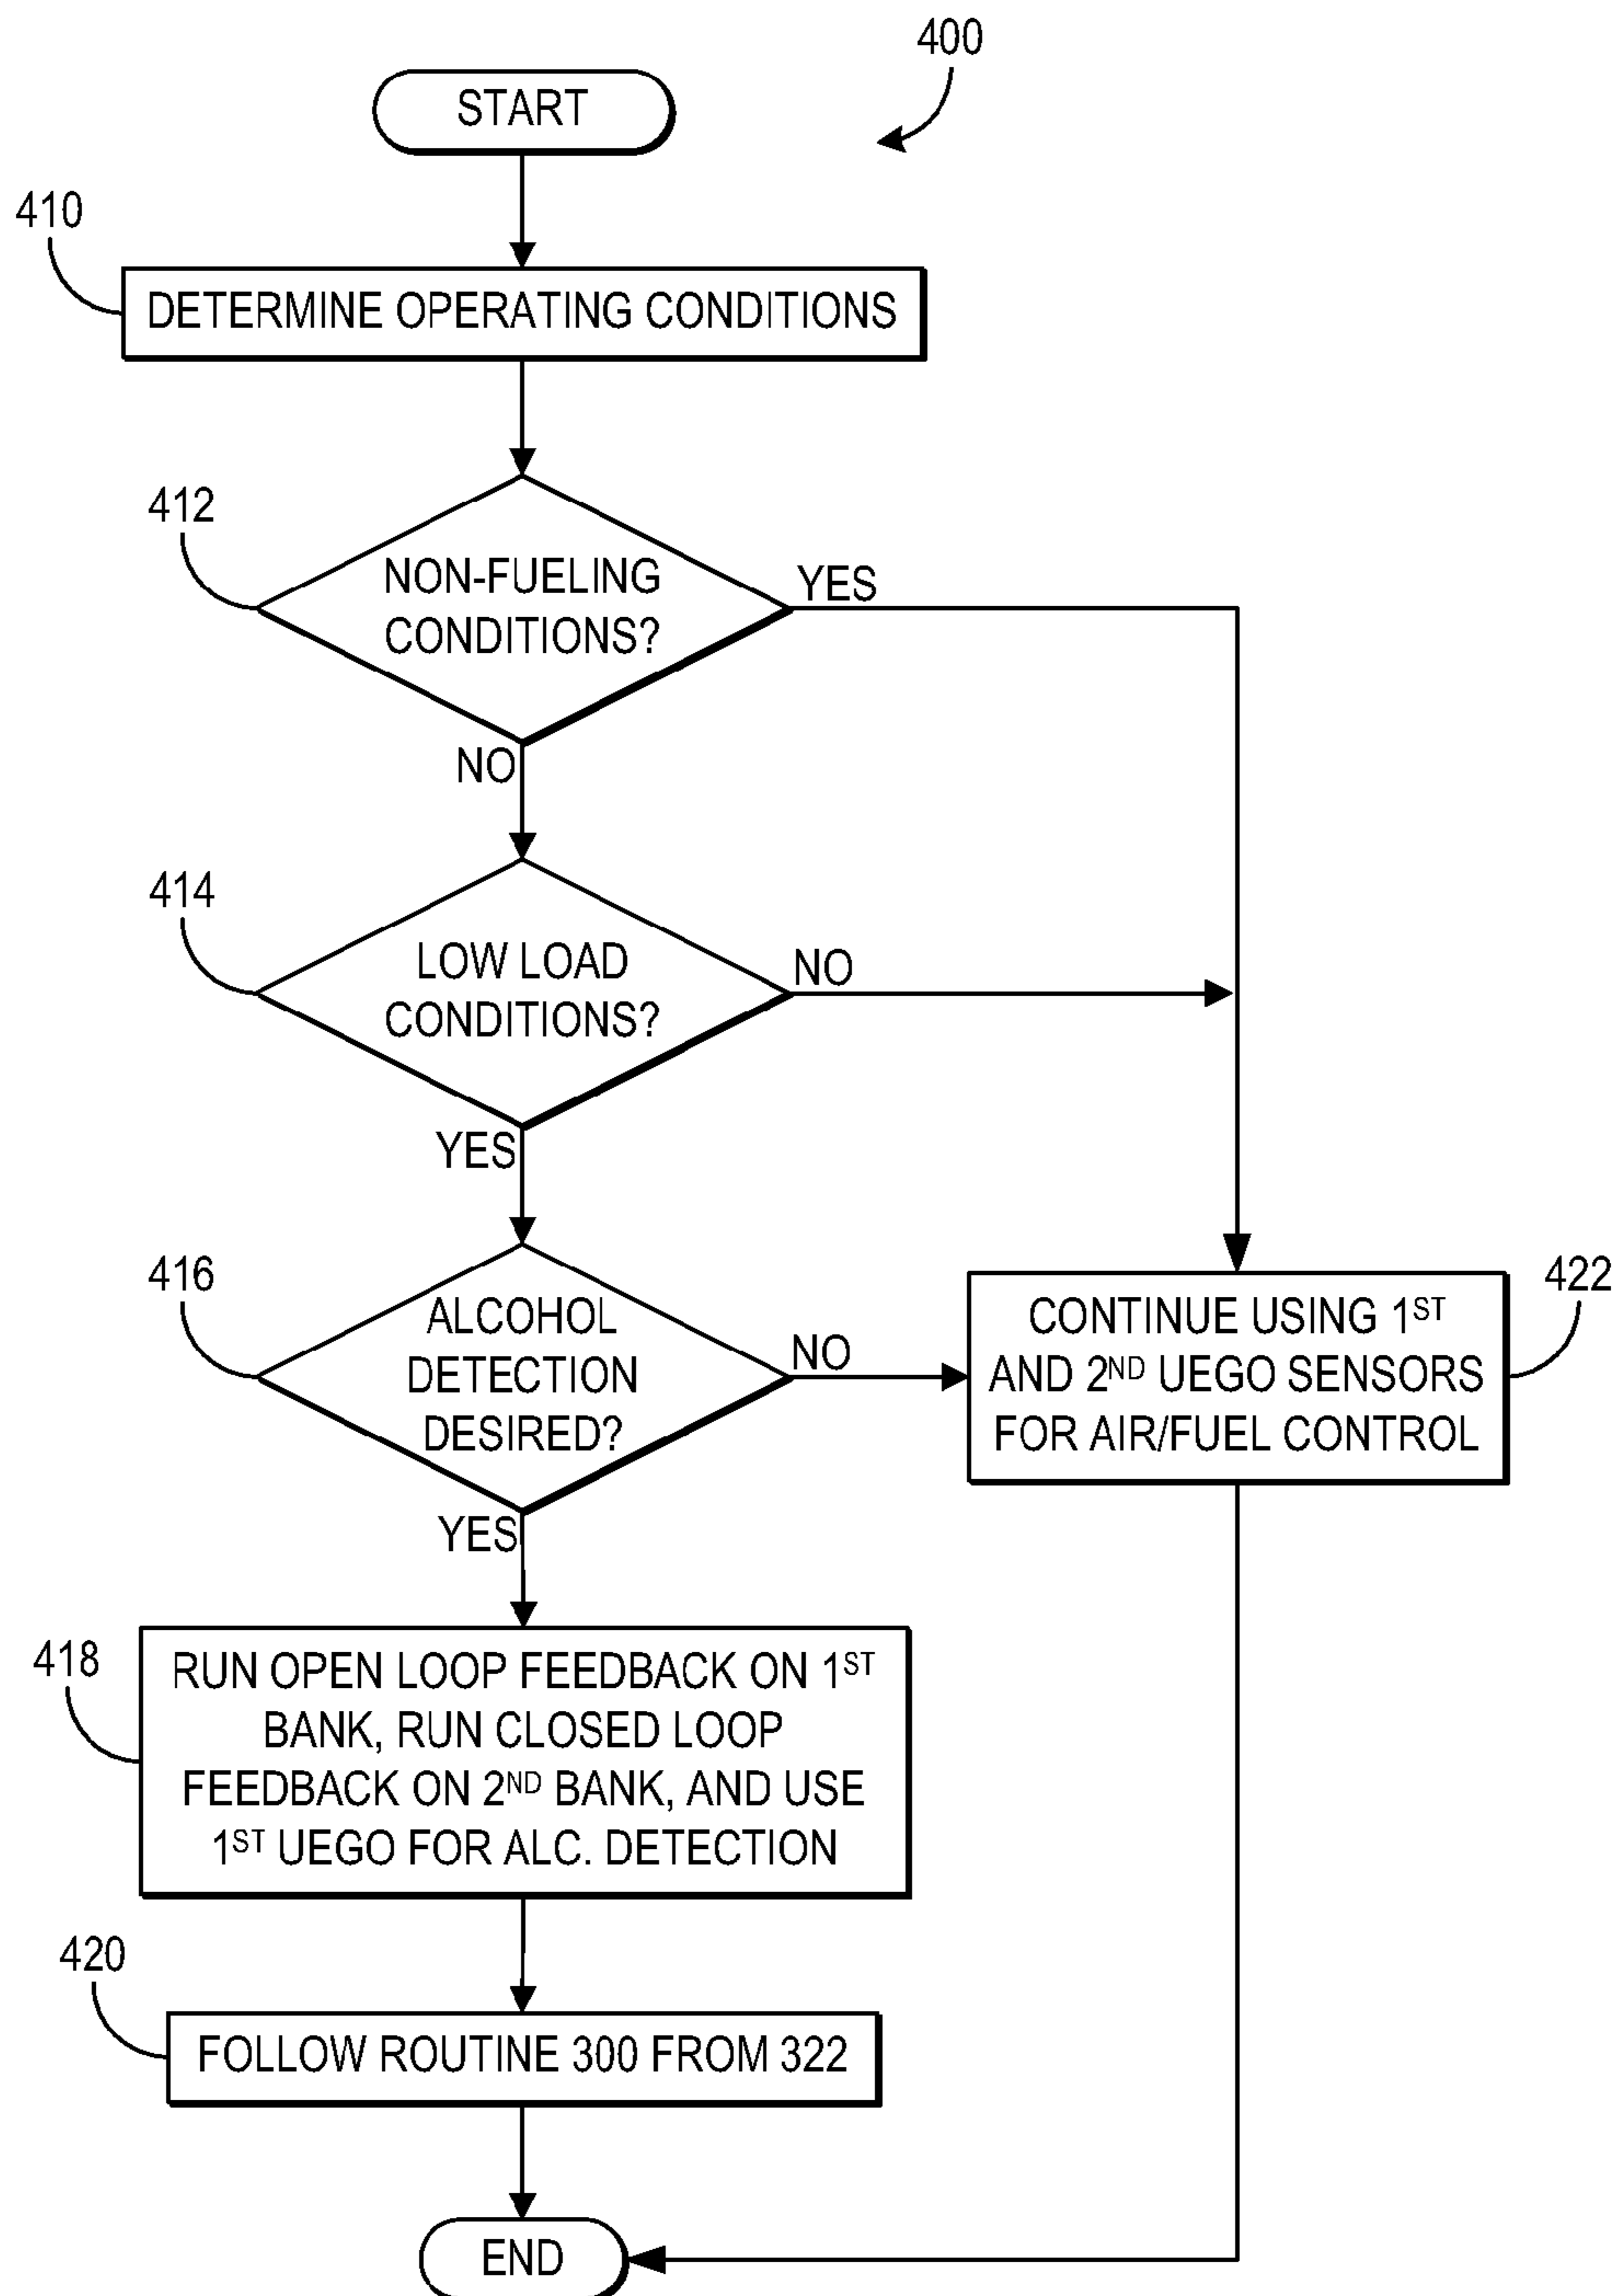 400
START
410
DETERMINE OPERATING CONDITIONS
412
NON-FUELING
CONDITIONS?
YES
NO
414
LOW LOAD
CONDITIONS?
NO
YES
416
ALCOHOL
DETECTION
DESIRED?
NO
YES
422
CONTINUE USING 1ST
AND 2ND UEGO SENSORS
FOR AIR/FUEL CONTROL
418
RUN OPEN LOOP FEEDBACK ON 1ST
BANK, RUN CLOSED LOOP
FEEDBACK ON 2ND BANK, AND USE
1ST UEGO FOR ALC. DETECTION
420
FOLLOW ROUTINE 300 FROM 322
END